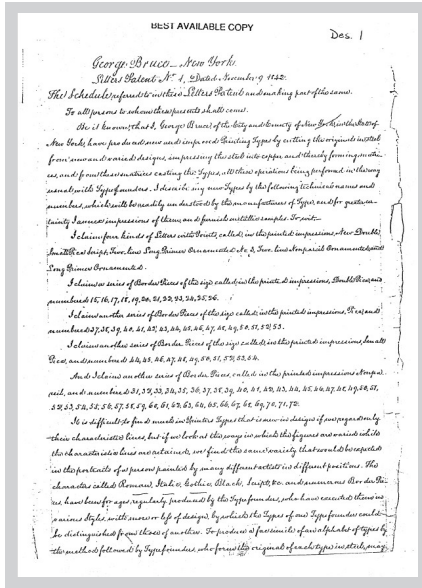 BEST AVAILABLE COPY
Des. 1
George Bruce — New York.
Letters Patent No. 1, Dated November 9 1842.
The Schedule referred to in these Letters Patent and making part of the same.
To all persons to whom these presents shall come.
Be it known, that I, George Bruce, of the City and County of New York, in the State of
New York, have produced new and improved Printing Types by cutting the originals in steel
from new and varied designs, impressing the steel into copper, and thereby forming matri-
ces, and from these matrices casting the Types, all these operations being performed in the way
usual with Type founders. I describe my new Types by the following technical names and
numbers, which will be readily understood by the manufacturers of Type, and for greater cer-
tainty I annex impressions of them, and furnish metallic samples. To wit—
I claim four kinds of Letters with Points, called, in the printed impressions, New Double
Small Pica Script, Two line Long Primer Ornamented No 2, Two line Nonpareil Ornamented, and
Long Primer Ornamented.
I claim a series of Border Pieces of the size called, in the printed impressions, Double Pica, and
numbered 15, 16, 17, 18, 19, 20, 21, 22, 23, 24, 25, 26.
I claim another series of Border Pieces of the size called, in the printed impressions, Pica, and
numbered 37, 38, 39, 40, 41, 42, 43, 44, 45, 46, 47, 48, 49, 50, 51, 52, 53.
I claim another series of Border Pieces of the size called, in the printed impressions, Small
Pica, and numbered 44, 45, 46, 47, 48, 49, 50, 51, 52, 53, 54.
And I claim another series of Border Pieces, called, in the printed impressions Nonpa-
reil, and numbered 31, 32, 33, 34, 35, 36, 37, 38, 39, 40, 41, 42, 43, 44, 45, 46, 47, 48, 49, 50, 51,
52, 53, 54, 55, 56, 57, 58, 59, 60, 61, 62, 63, 64, 65, 66, 67, 68, 69, 70, 71, 72.
It is difficult to find merit in Printers Types that is new in design if we regard only
their characteristic lines, but if we look at the ways in which the figures are varied while
the characteristic lines are retained, we find the same variety that would be expected
in the portraits of a person painted by many different artists in different positions. The
characters called Roman, Italic, Gothic, Black, Script, &c. and numerous Border Pie-
ces, have been for ages regularly produced by the Type founders, who have executed them in
various styles, with more or less of design, by which the Types of one Type founder could
be distinguished from those of another. To produce a facsimile of an alphabet of types by
the method followed by Type founders, who form the original of each type in steel, may